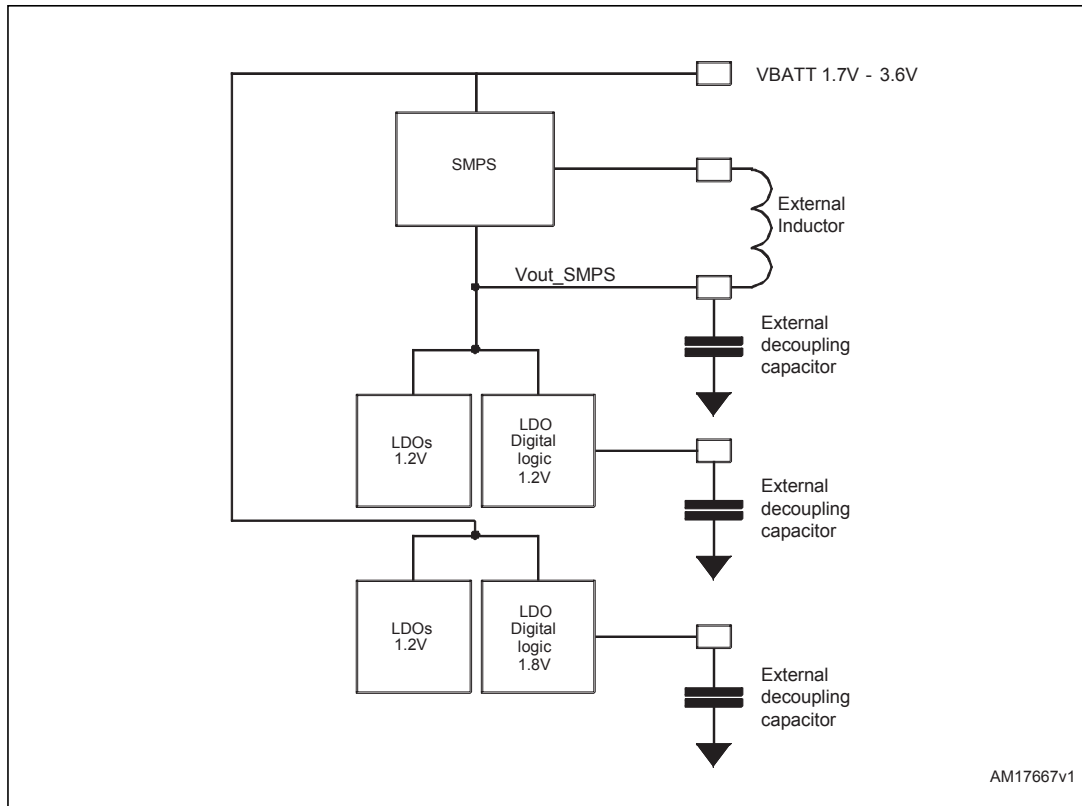 VBATT 1.7V - 3.6V
SMPS
External
Inductor
Vout_SMPS
External
decoupling
capacitor
LDOs
1.2V
LDO
Digital
logic
1.2V
External
decoupling
capacitor
LDOs
1.2V
LDO
Digital
logic
1.8V
External
decoupling
capacitor
AM17667v1